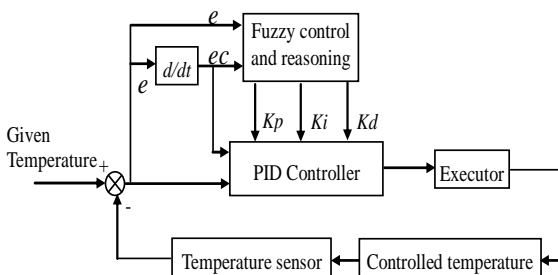 e
Fuzzy control
and reasoning
d/dt
ec
e
Kp
Ki
Kd
Given
Temperature
+
PID Controller
Executor
-
Temperature sensor
Controlled temperature